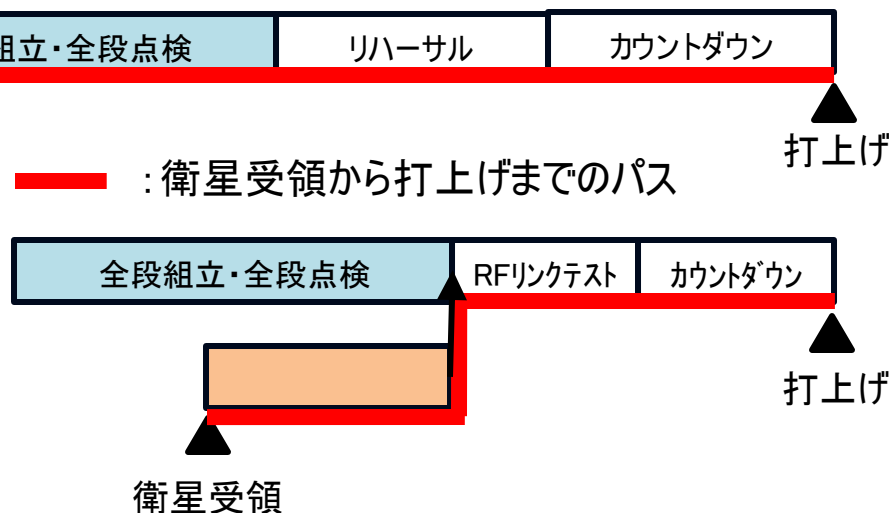 組立・全段点検 リハーサル カウントダウン
打上げ
：衛星受領から打上げまでのパス
全段組立・全段点検 RFリンクテスト カウントダウン
打上げ
衛星受領